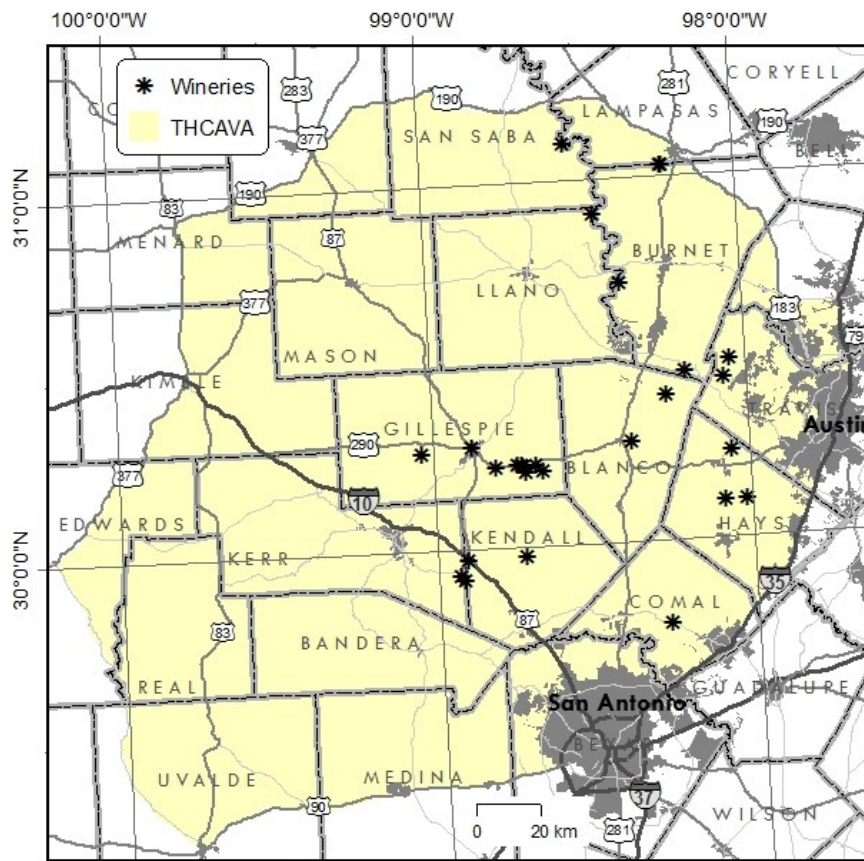 100°0'0"W
99°0'0"W
98°0'0"W
Wineries
THCAVA
283
190
281
CORYELL
LAMPASAS
190
BELL
377
SAN SABA
31°0'0"N
190
83
MENARD
87
BURNET
LLANO
377
183
79
MASON
KIMBLE
TRAVIS
Austin
GILLESPIE
290
BLANCO
377
10
EDWARDS
HAYS
KENDALL
KERR
30°0'0"N
35
COMAL
87
83
BANDERA
REAL
GUADALUPE
San Antonio
UVALDE
MEDINA
37
90
WILSON
0 20 km
281